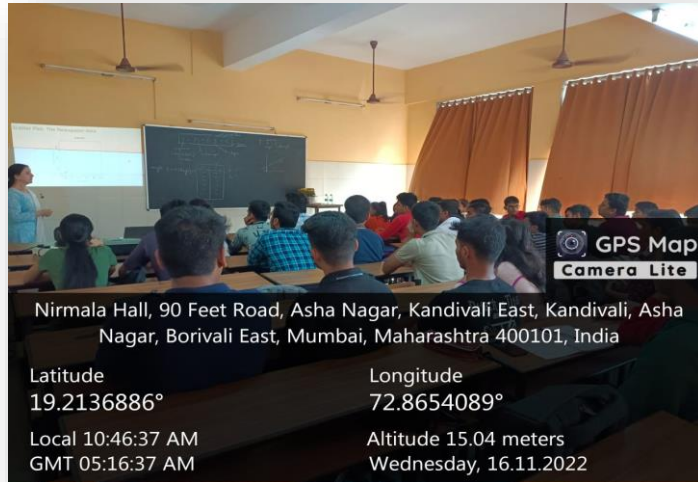 GPS Map
Camera Lite
Nirmala Hall, 90 Feet Road, Asha Nagar, Kandivali East, Kandivali, Asha
Nagar, Borivali East, Mumbai, Maharashtra 400101, India
Latitude
19.2136886°
Longitude
72.8654089°
Local 10:46:37 AM
GMT 05:16:37 AM
Altitude 15.04 meters
Wednesday, 16.11.2022